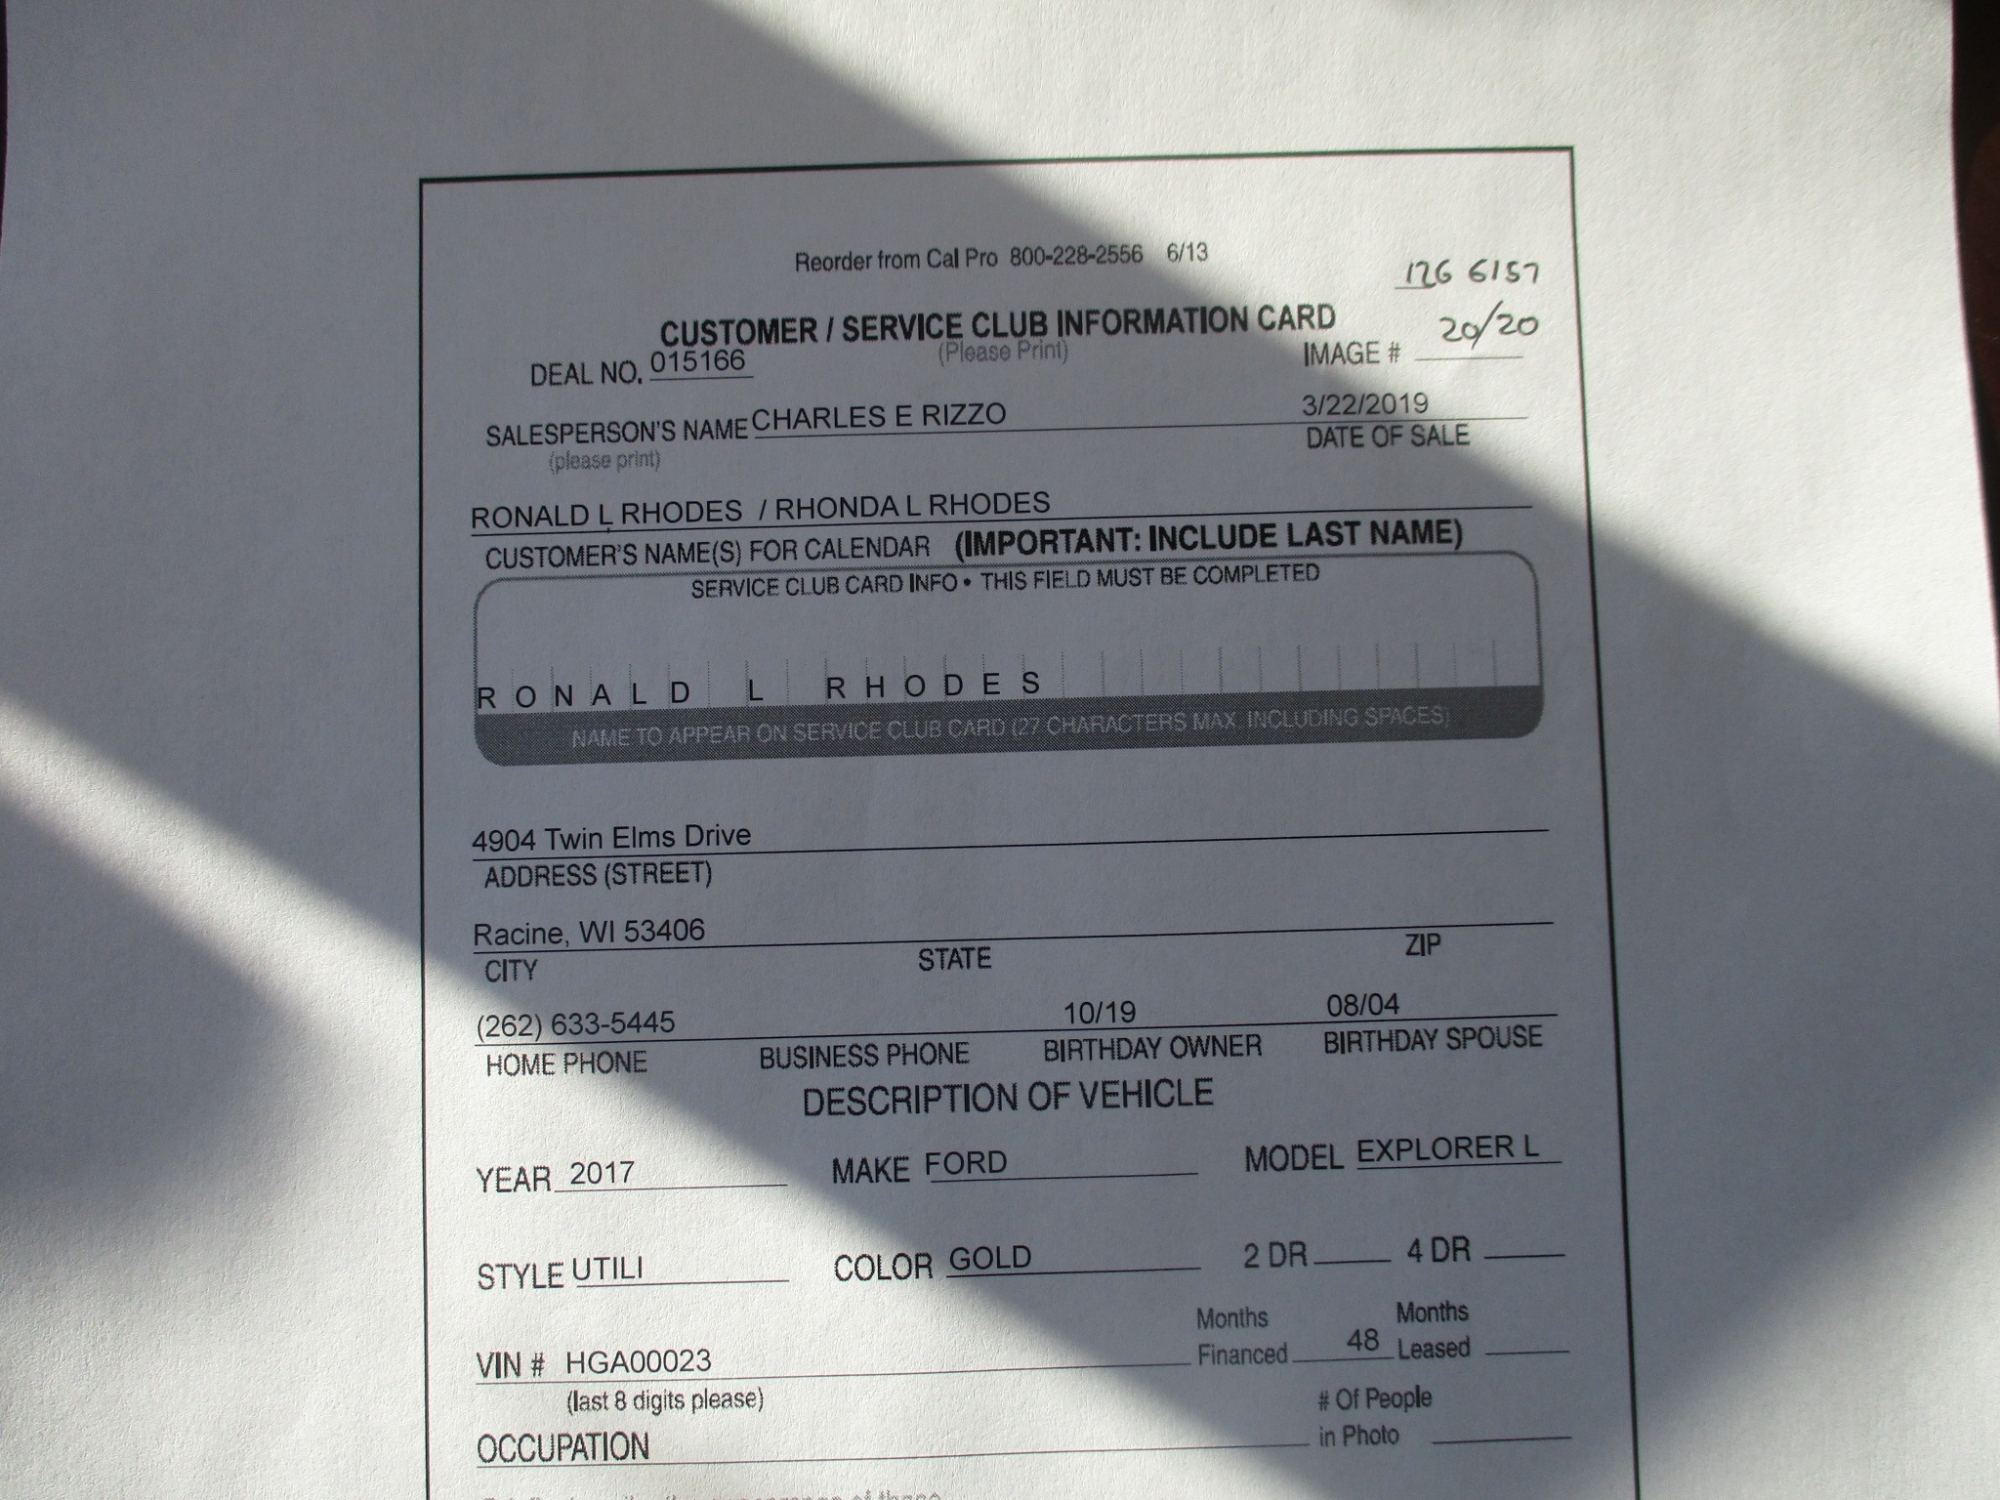 Reorder from Cal Pro 800-228-2556 6/13
126 6157
CUSTOMER / SERVICE CLUB INFORMATION CARD
20/20
(Please Print)
DEAL NO. 015166
IMAGE #
SALESPERSON'S NAME CHARLES E RIZZO
3/22/2019
(please print)
DATE OF SALE
RONALD L RHODES / RHONDA L RHODES
CUSTOMER'S NAME(S) FOR CALENDAR (IMPORTANT: INCLUDE LAST NAME)
SERVICE CLUB CARD INFO • THIS FIELD MUST BE COMPLETED
RONALD L RHODES
NAME TO APPEAR ON SERVICE CLUB CARD (27 CHARACTERS MAX. INCLUDING SPACES)
4904 Twin Elms Drive
ADDRESS (STREET)
Racine, WI 53406
CITY STATE ZIP
(262) 633-5445 10/19 08/04
HOME PHONE BUSINESS PHONE BIRTHDAY OWNER BIRTHDAY SPOUSE
DESCRIPTION OF VEHICLE
YEAR 2017 MAKE FORD MODEL EXPLORER L
STYLE UTILI COLOR GOLD 2 DR 4 DR
Months Months
VIN # HGA00023 Financed 48 Leased
(last 8 digits please) # Of People
OCCUPATION in Photo